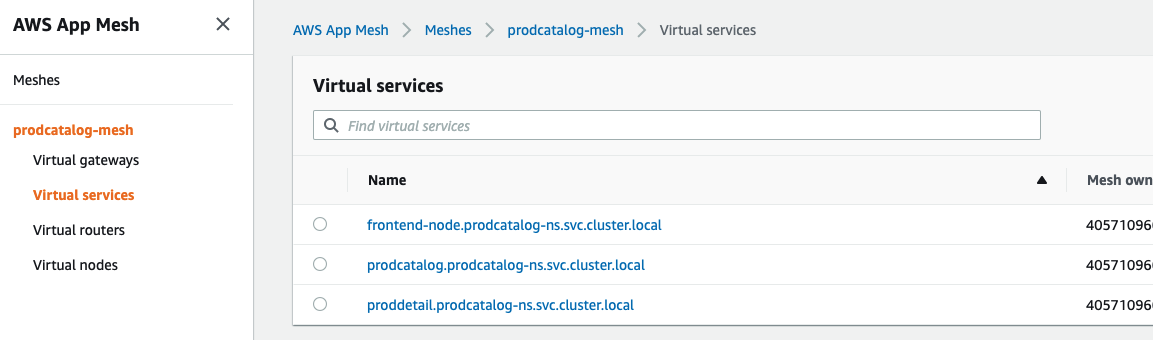 AWS App Mesh
Meshes
prodcatalog-mesh
Virtual gateways
Virtual services
Virtual routers
Virtual nodes
AWS App Mesh > Meshes > prodcatalog-mesh > Virtual services
Virtual services
Find virtual services
Name Mesh own
frontend-node.prodcatalog-ns.svc.cluster.local 40571096
prodcatalog.prodcatalog-ns.svc.cluster.local 40571096
proddetail.prodcatalog-ns.svc.cluster.local 40571096